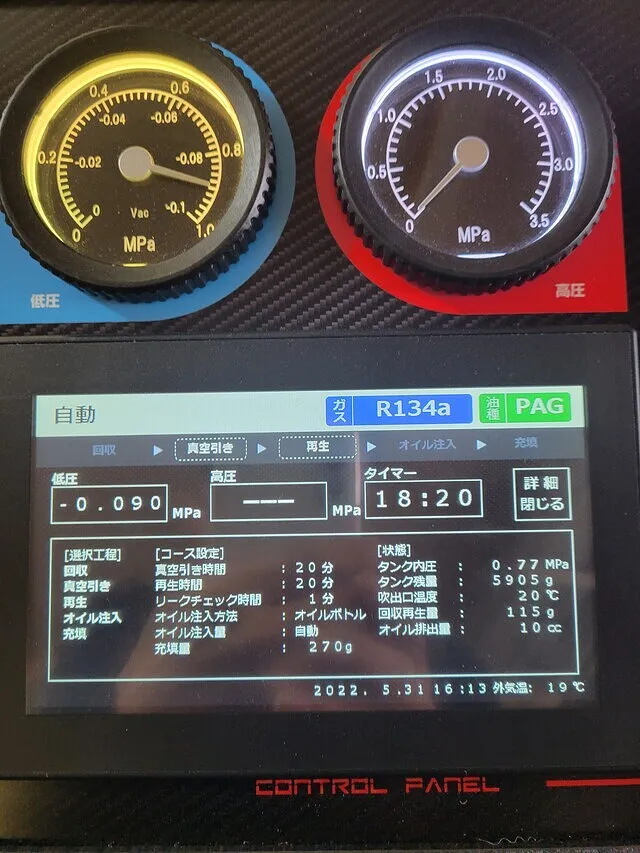 0.4 0.6
-0.04 -0.06
0.2 -0.02 -0.08 0.8
0 Vac -0.1
0 1.0
MPa
低圧
1.5 2.0
1.0 2.5
0.5 3.0
0 3.5
MPa
高圧
自動 ガス R134a 油種 PAG
回収 ▶ 真空引き ▶ 再生 ▶ オイル注入 ▶ 充填
低圧 高圧 タイマー
-0.090 MPa --- MPa 18:20 詳細 閉じる
[選択工程] [コース設定] [状態]
回収 真空引き時間 : 20分 タンク内圧 : 0.77 MPa
真空引き 再生時間 : 20分 タンク残量 : 5905g
再生 リークチェック時間 : 1分 吹出口温度 : 20℃
オイル注入 オイル注入方法 : オイルボトル 回収再生量 : 115g
充填 オイル注入量 : 自動 オイル排出量 : 10cc
充填量 : 270g
2022. 5.31 16:13 外気温: 19℃
CONTROL PANEL